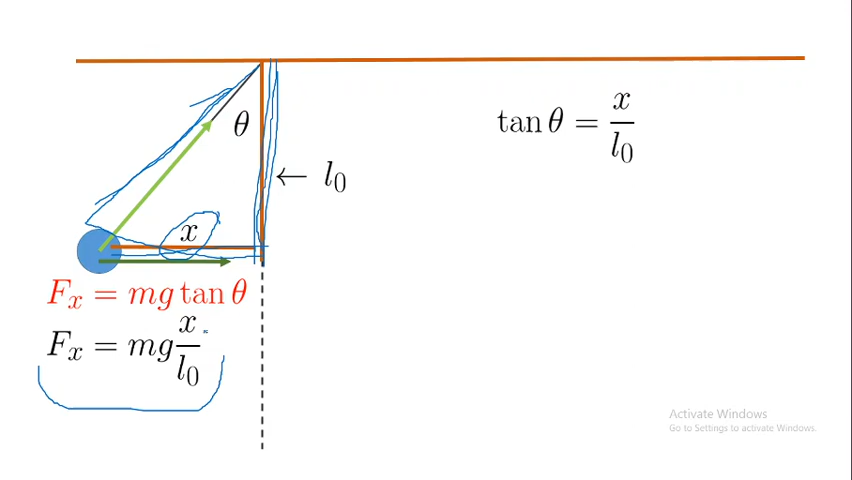 θ
tan θ = x / l₀
← l₀
x
Fₓ = mg tan θ
Fₓ = mg x / l₀
Activate Windows
Go to Settings to activate Windows.